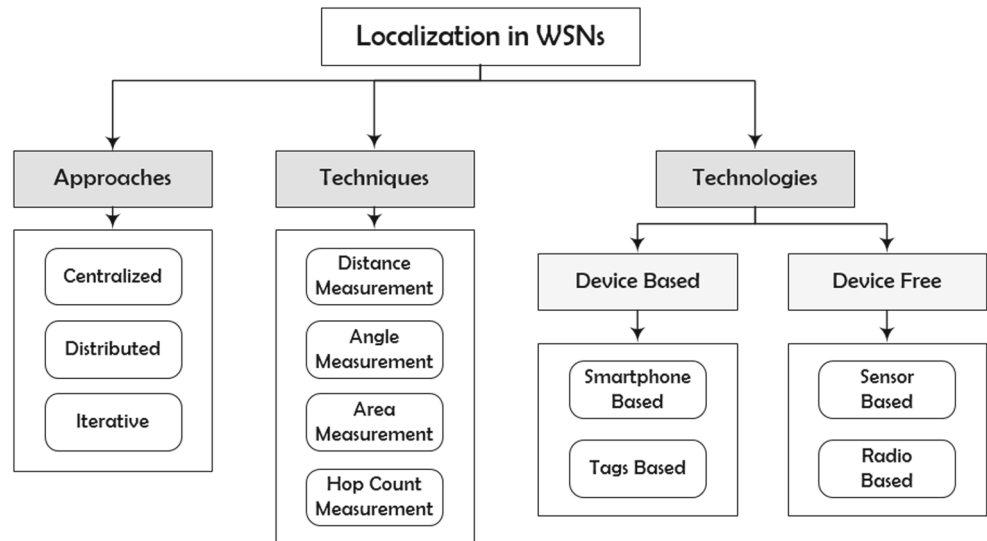 Localization in WSNs
Approaches
Techniques
Technologies
Centralized
Distributed
Iterative
Distance
Measurement
Angle
Measurement
Area
Measurement
Hop Count
Measurement
Device Based
Device Free
Smartphone
Based
Tags Based
Sensor
Based
Radio
Based